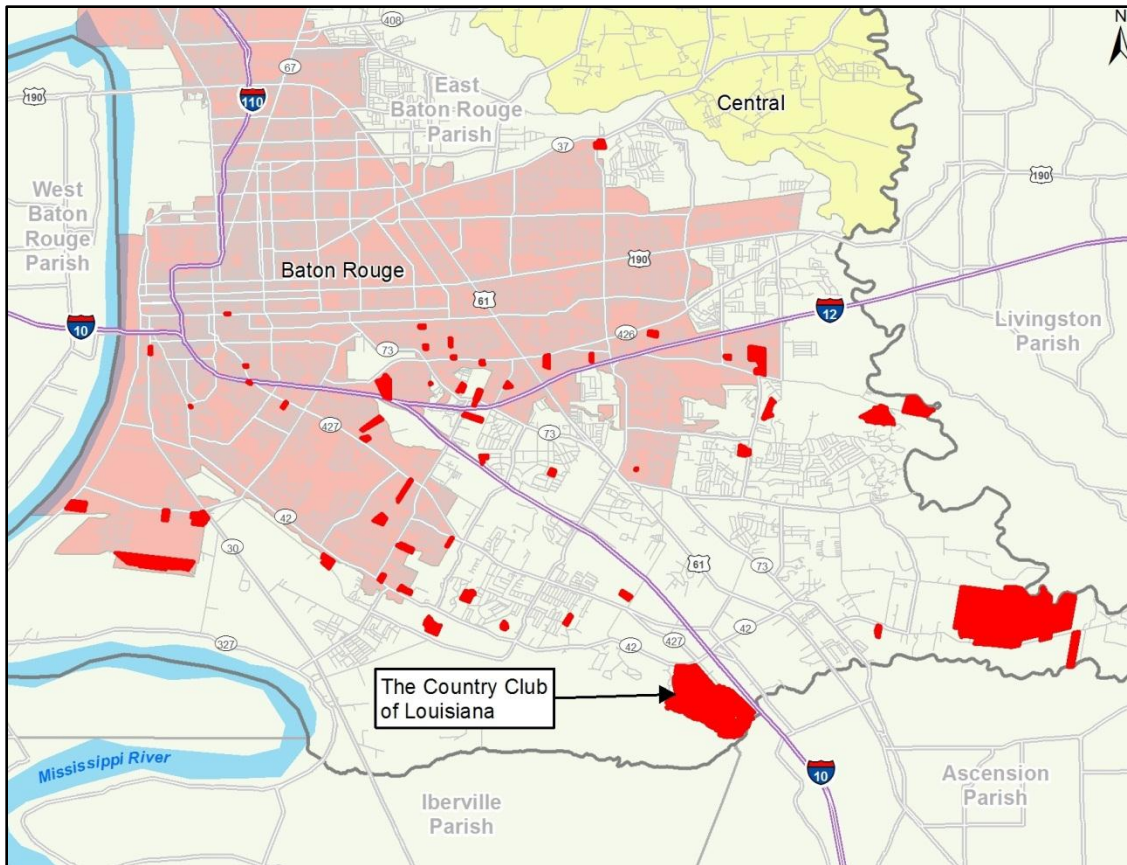 N
408
67
190
110
East
Baton Rouge
Parish
Central
37
190
West
Baton
Rouge
Parish
Baton Rouge
190
61
12
10
426
Livingston
Parish
73
427
73
42
30
61
73
327
42
427
42
The Country Club
of Louisiana
Mississippi River
10
Ascension
Parish
Iberville
Parish